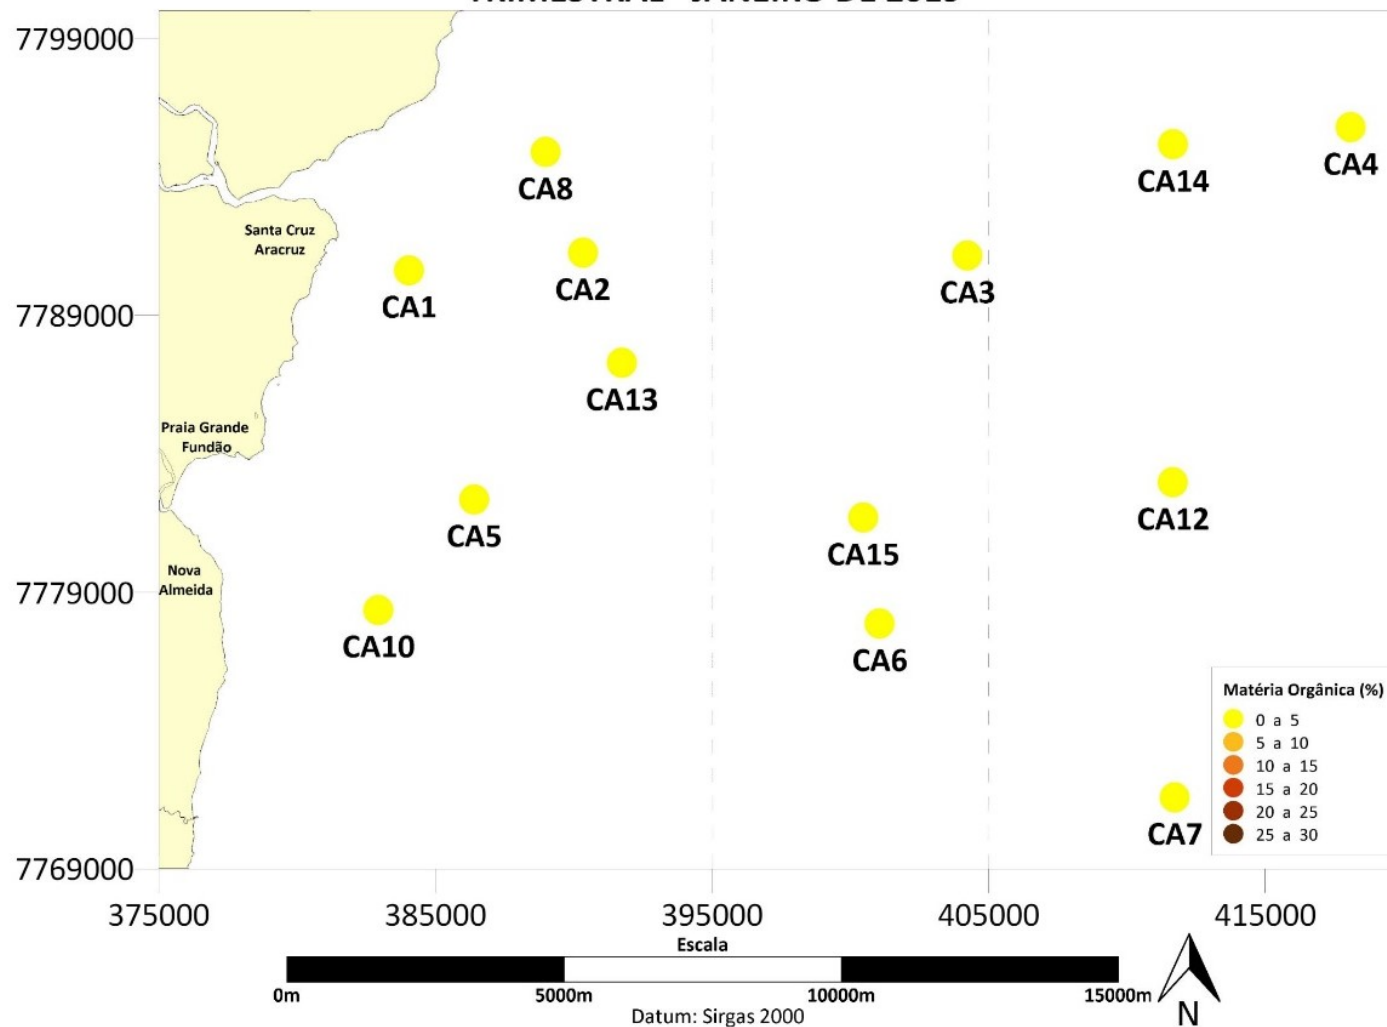 7799000
CA4
CA14
CA8
Santa Cruz
Aracruz
CA2
CA3
CA1
7789000
CA13
Praia Grande
Fundão
CA12
CA5
CA15
Nova
Almeida
7779000
CA10
CA6
Matéria Orgânica (%)
0 a 5
5 a 10
10 a 15
15 a 20
20 a 25
25 a 30
CA7
7769000
375000 385000 395000 405000 415000
Escala
0m 5000m 10000m 15000m
Datum: Sirgas 2000
N